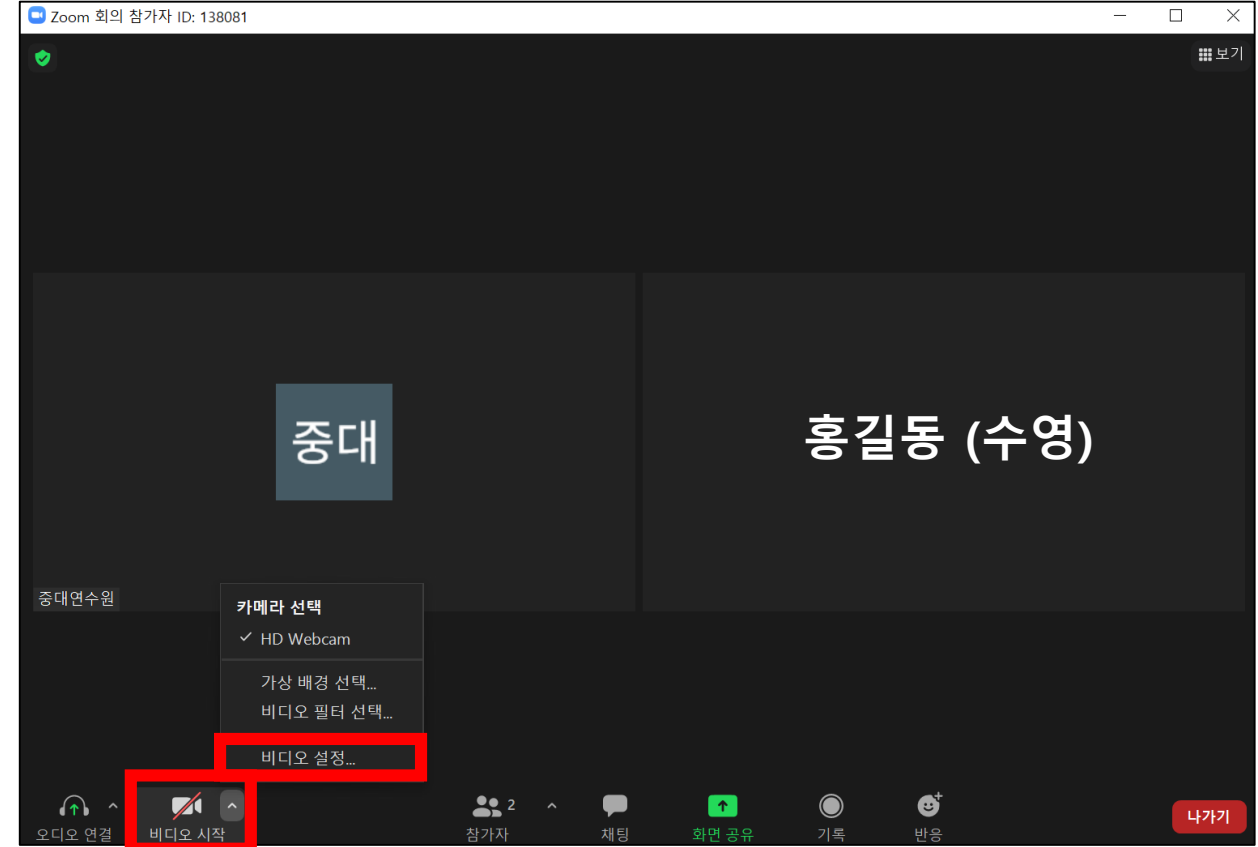 Zoom 회의 참가자 ID: 138081
보기
중대
홍길동 (수영)
중대연수원
카메라 선택
HD Webcam
가상 배경 선택...
비디오 필터 선택...
비디오 설정...
오디오 연결
비디오 시작
2
참가자
채팅
화면 공유
기록
반응
나가기